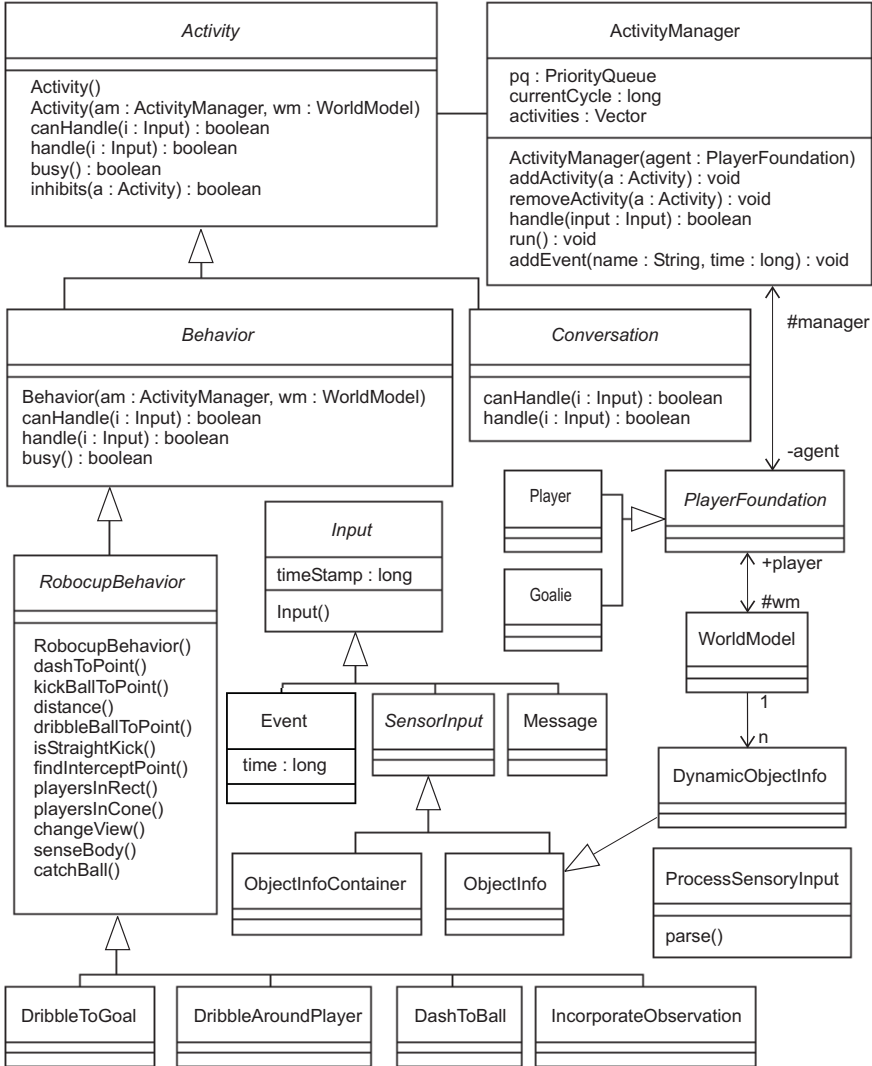 Activity
Activity()
Activity(am : ActivityManager, wm : WorldModel)
canHandle(i : Input) : boolean
handle(i : Input) : boolean
busy() : boolean
inhibits(a : Activity) : boolean
ActivityManager
pq : PriorityQueue
currentCycle : long
activities : Vector
ActivityManager(agent : PlayerFoundation)
addActivity(a : Activity) : void
removeActivity(a : Activity) : void
handle(input : Input) : boolean
run() : void
addEvent(name : String, time : long) : void
Behavior
Behavior(am : ActivityManager, wm : WorldModel)
canHandle(i : Input) : boolean
handle(i : Input) : boolean
busy() : boolean
Conversation
canHandle(i : Input) : boolean
handle(i : Input) : boolean
#manager
-agent
Player
Goalie
PlayerFoundation
+player
#wm
WorldModel
1
n
DynamicObjectInfo
Input
timeStamp : long
Input()
RobocupBehavior
RobocupBehavior()
dashToPoint()
kickBallToPoint()
distance()
dribbleBallToPoint()
isStraightKick()
findInterceptPoint()
playersInRect()
playersInCone()
changeView()
senseBody()
catchBall()
Event
time : long
SensorInput
Message
ObjectInfoContainer
ObjectInfo
ProcessSensoryInput
parse()
DribbleToGoal
DribbleAroundPlayer
DashToBall
IncorporateObservation